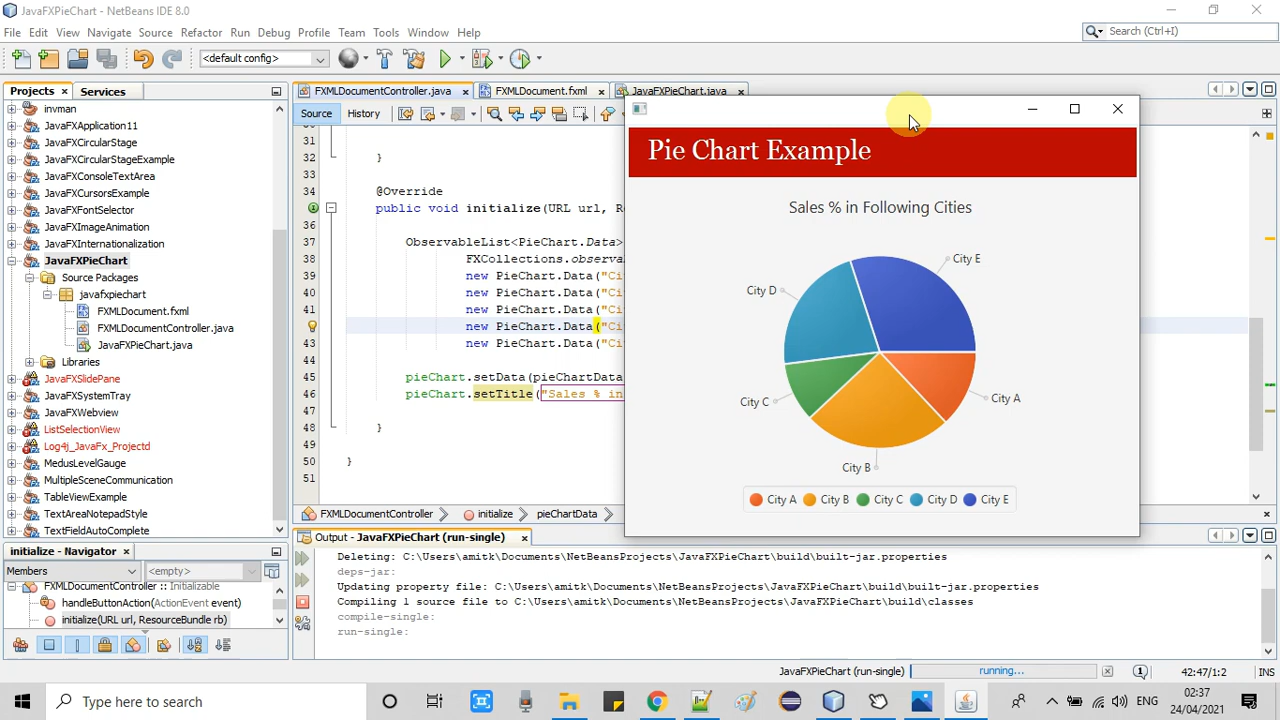 JavaFXPieChart - NetBeans IDE 8.0
File Edit View Navigate Source Refactor Run Debug Profile Team Tools Window Help
Search (Ctrl+I)
<default config>
Projects
Services
invman
JavaFXApplication11
JavaFXCircularStage
JavaFXCircularStageExample
JavaFXConsoleTextArea
JavaFXCursorsExample
JavaFXFontSelector
JavaFXImageAnimation
JavaFXInternationalization
JavaFXPieChart
Source Packages
javafxpiechart
FXMLDocument.fxml
FXMLDocumentController.java
JavaFXPieChart.java
Libraries
JavaFXSlidePane
JavaFXSystemTray
JavaFXWebview
ListSelectionView
Log4j_JavaFx_Projectd
MedusLevelGauge
MultipleSceneCommunication
TableViewExample
TextAreaNotepadStyle
TextFieldAutoComplete
initialize - Navigator
Members
<empty>
FXMLDocumentController :: Initializable
handleButtonAction(ActionEvent event)
initialize(URL url, ResourceBundle rb)
FXMLDocumentController.java
FXMLDocument.fxml
JavaFXPieChart.java
Source
History
31
32 }
33
34 @Override
public void initialize(URL url, R
36
37 ObservableList<PieChart.Data>
38 FXCollections.observa
39 new PieChart.Data("Ci
40 new PieChart.Data("Ci
41 new PieChart.Data("Ci
new PieChart.Data("Ci
43 new PieChart.Data("Ci
44
45 pieChart.setData(pieChartData
46 pieChart.setTitle("Sales % in
47
48 }
49
50 }
51
FXMLDocumentController
initialize
pieChartData
Pie Chart Example
Sales % in Following Cities
City E
City D
City C
City A
City B
City A City B City C City D City E
Output - JavaFXPieChart (run-single)
Deleting: C:\Users\amitk\Documents\NetBeansProjects\JavaFXPieChart\build\built-jar.properties
deps-jar:
Updating property file: C:\Users\amitk\Documents\NetBeansProjects\JavaFXPieChart\build\built-jar.properties
Compiling 1 source file to C:\Users\amitk\Documents\NetBeansProjects\JavaFXPieChart\build\classes
compile-single:
run-single:
JavaFXPieChart (run-single)
running...
42:47/1:2
INS
Type here to search
ENG
02:37
24/04/2021